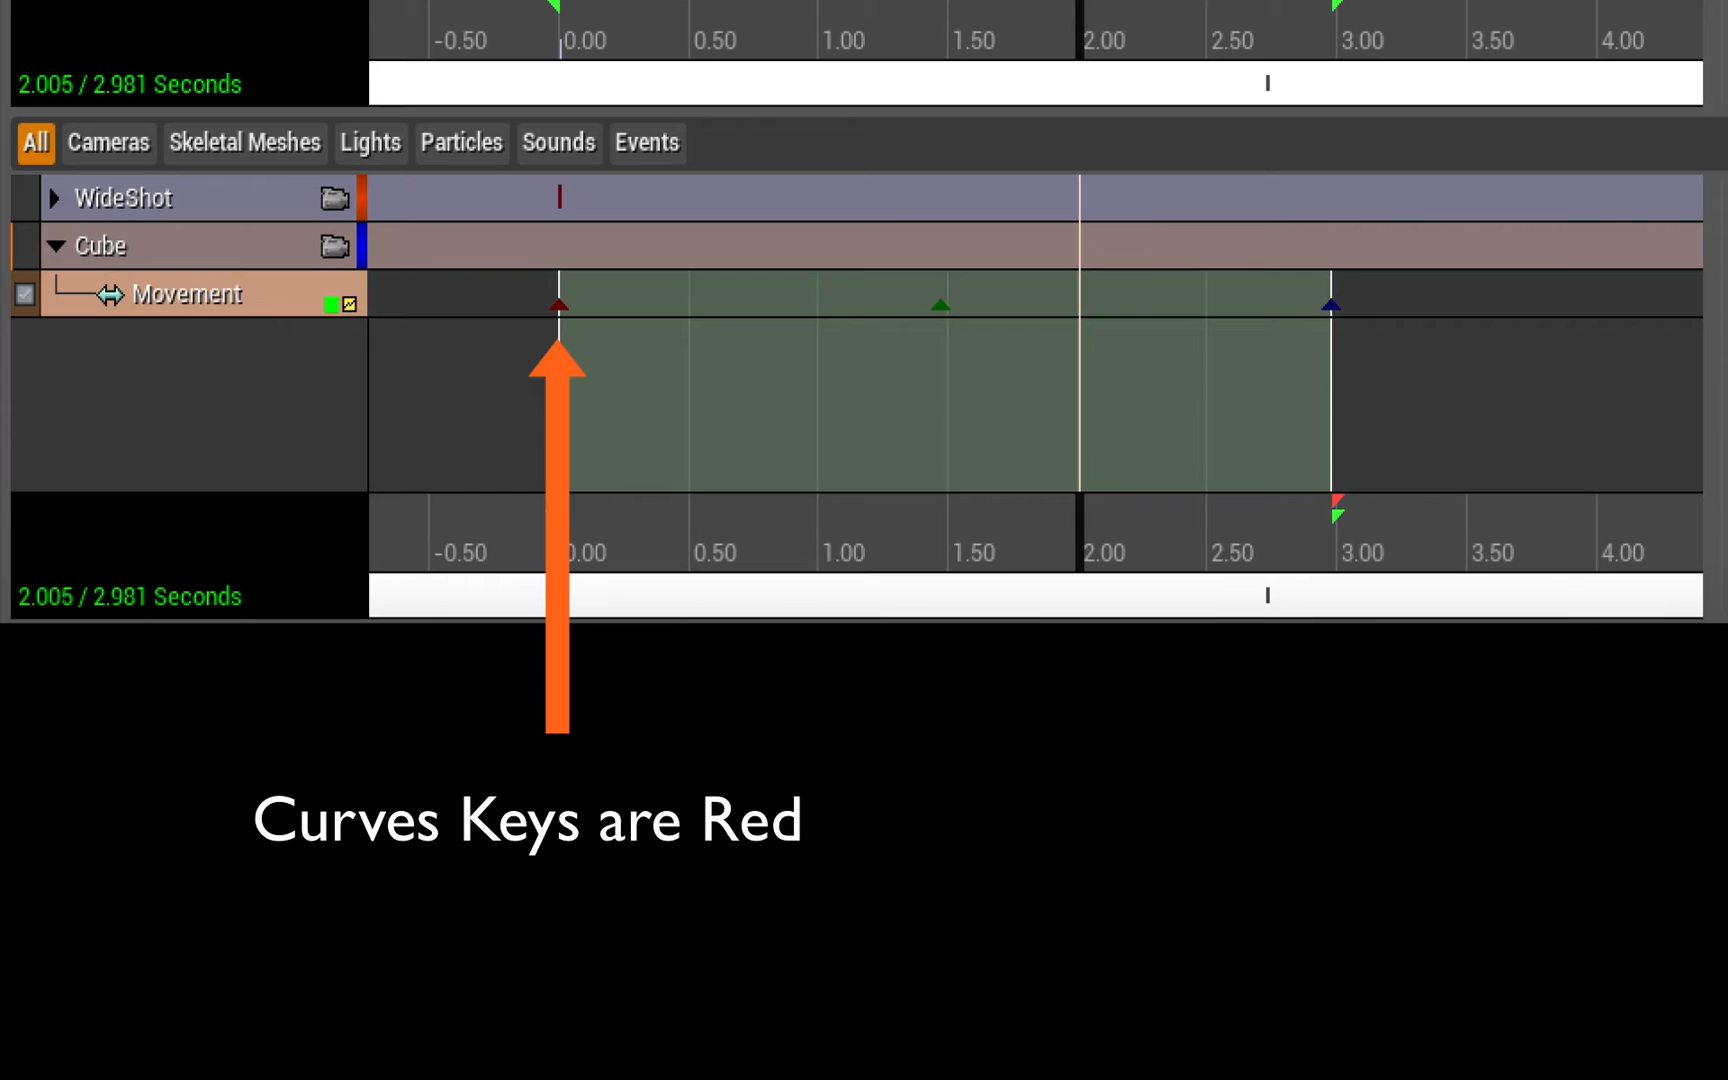 -0.50 0.00 0.50 1.00 1.50 2.00 2.50 3.00 3.50 4.00
2.005 / 2.981 Seconds
All Cameras Skeletal Meshes Lights Particles Sounds Events
WideShot
Cube
Movement
-0.50 0.00 0.50 1.00 1.50 2.00 2.50 3.00 3.50 4.00
2.005 / 2.981 Seconds
Curves Keys are Red